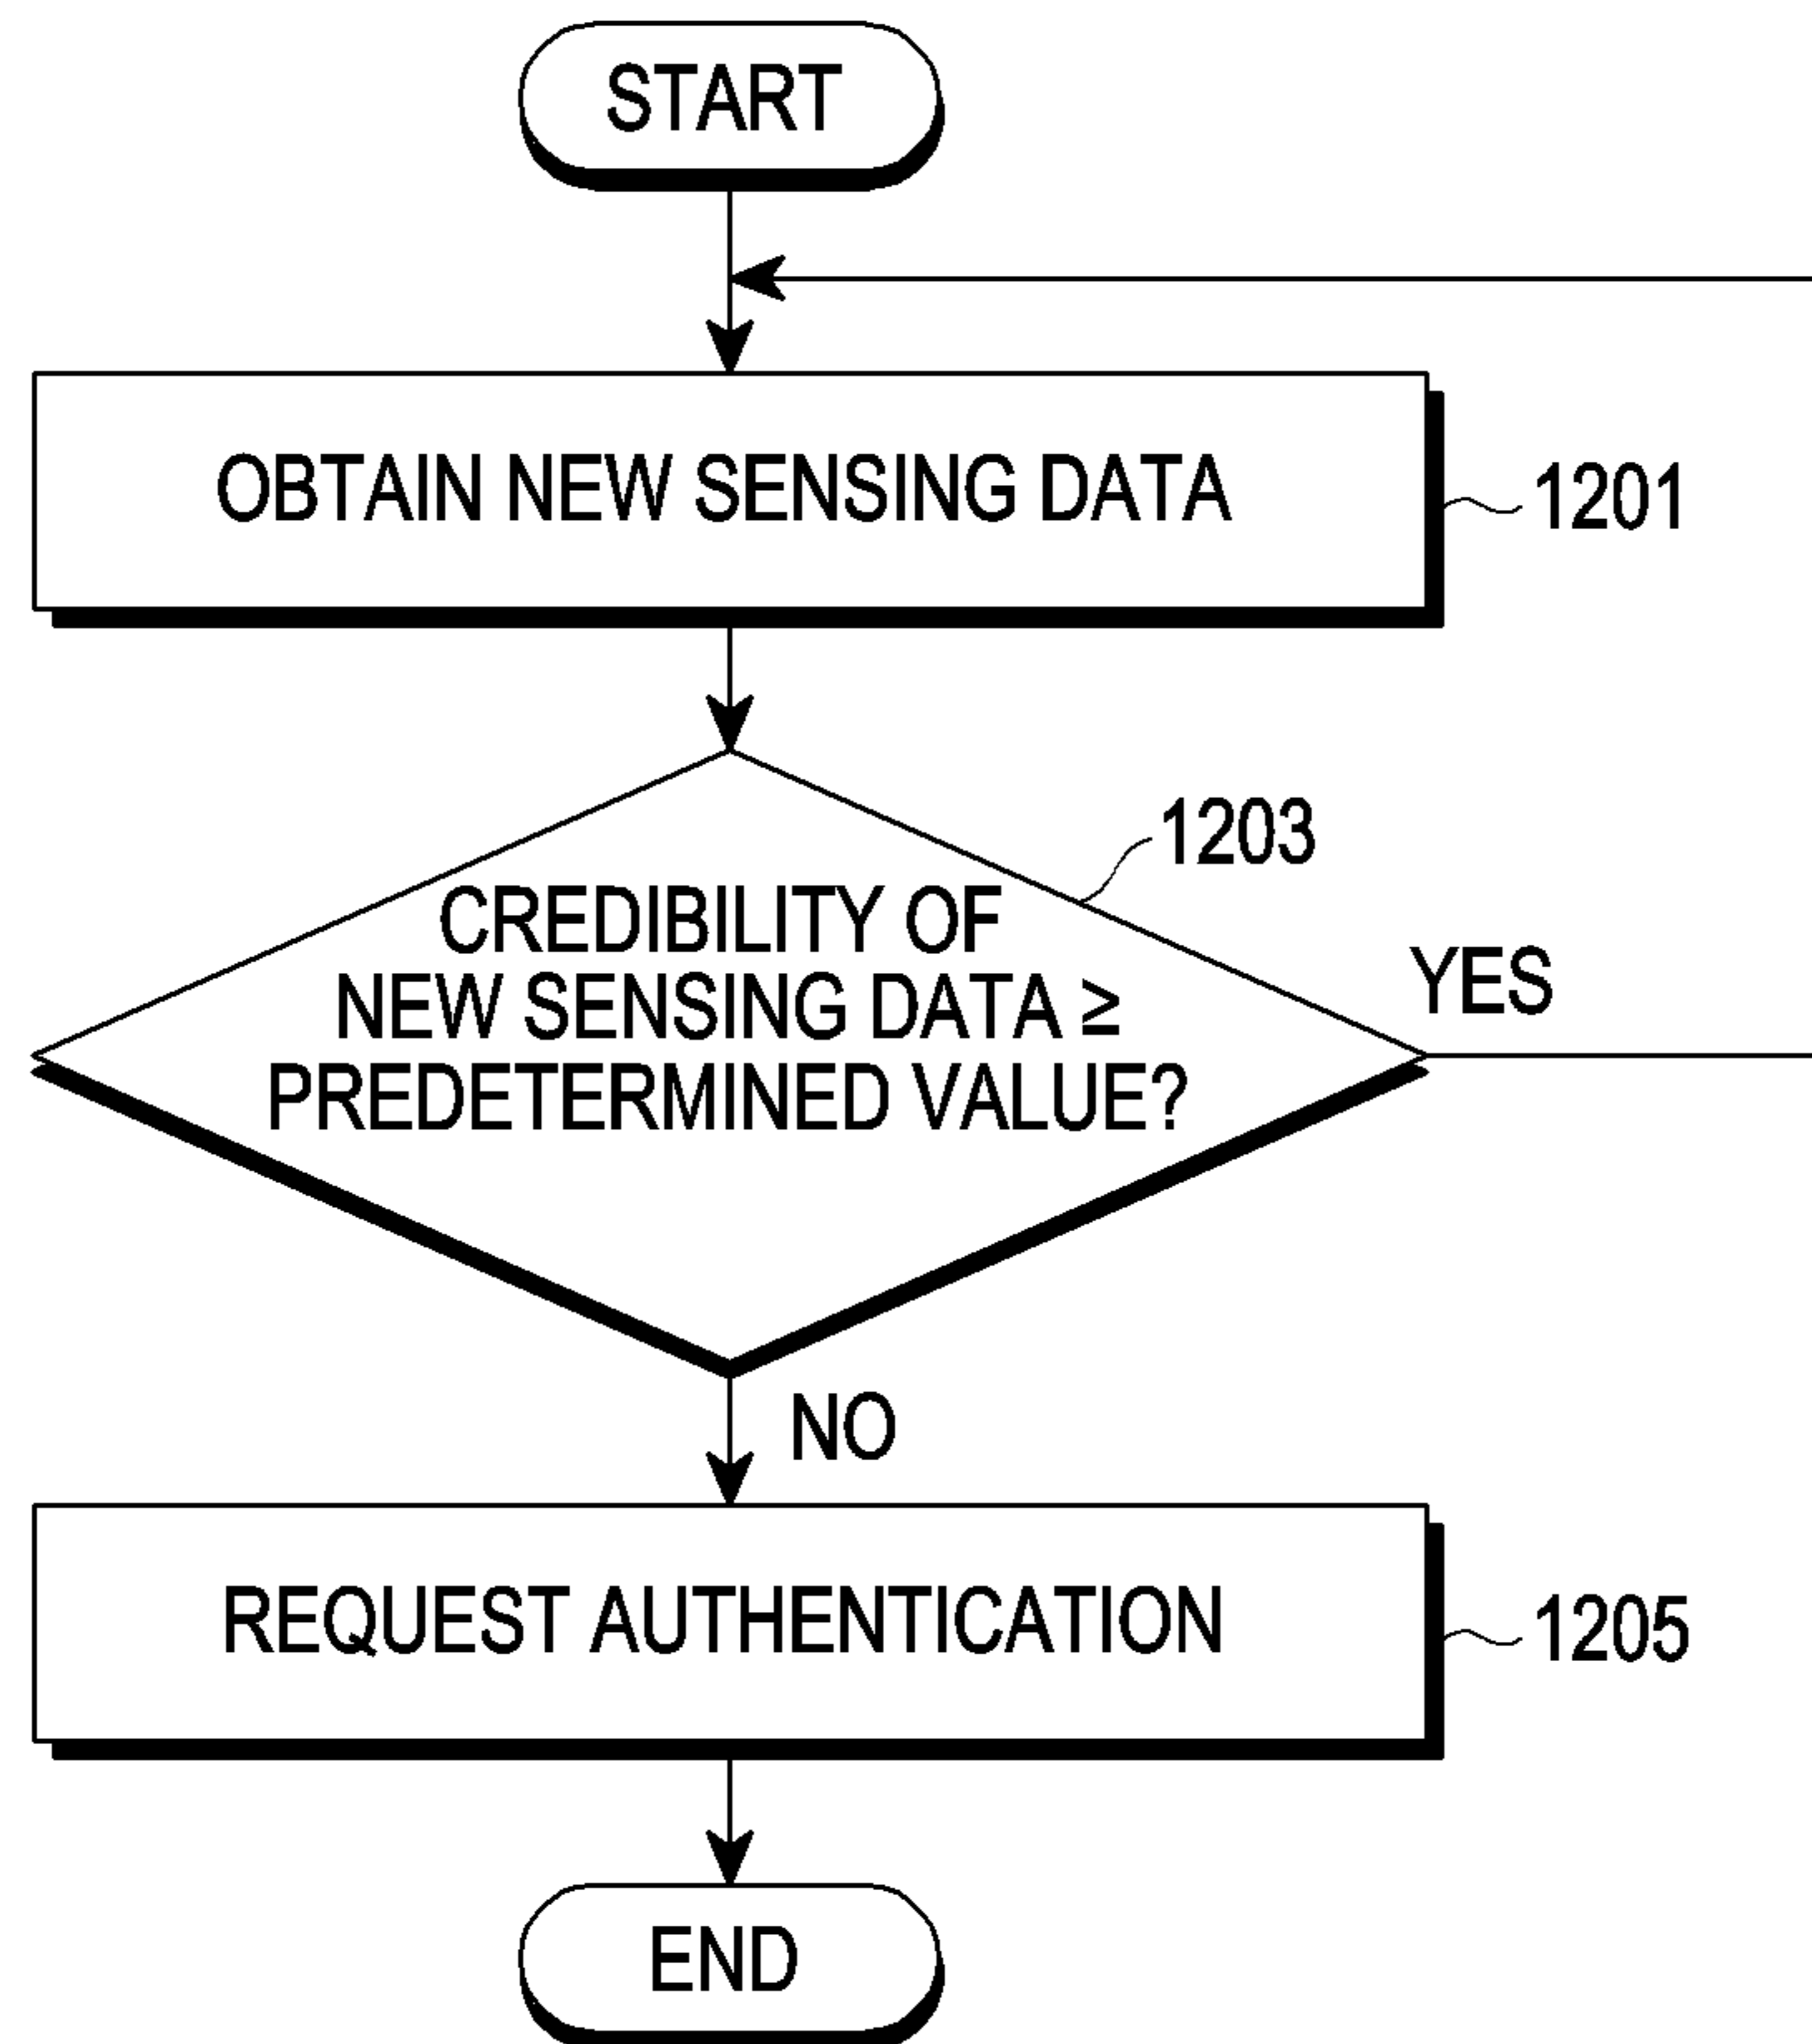 START
OBTAIN NEW SENSING DATA
1201
1203
CREDIBILITY OF
NEW SENSING DATA ≥
PREDETERMINED VALUE?
YES
NO
REQUEST AUTHENTICATION
1205
END